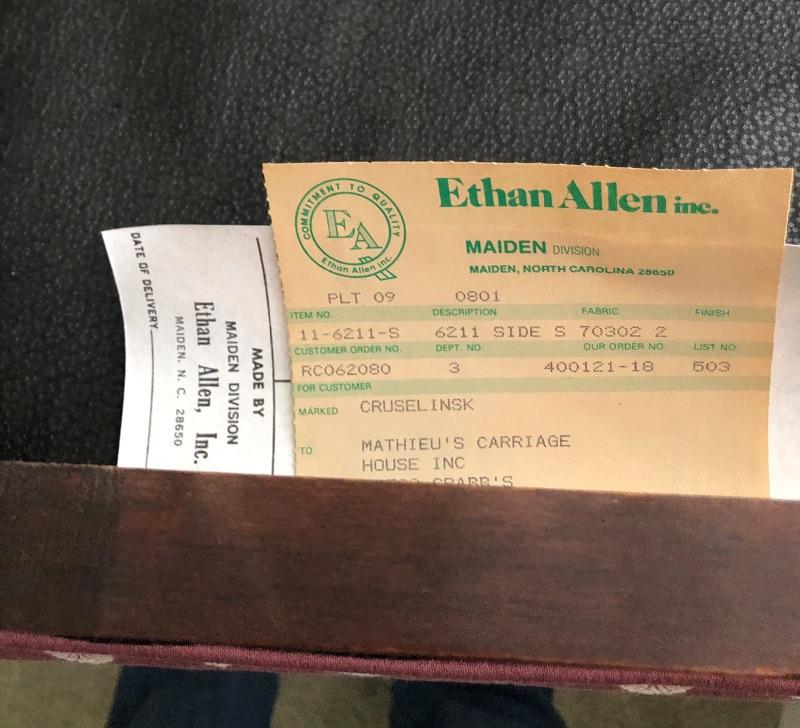 COMMITMENT TO QUALITY
EA
Ethan Allen Inc.
Ethan Allen inc.
MAIDEN DIVISION
MAIDEN, NORTH CAROLINA 28650
PLT 09 0801
ITEM NO. DESCRIPTION FABRIC FINISH
11-6211-S 6211 SIDE S 70302 2
CUSTOMER ORDER NO. DEPT. NO. OUR ORDER NO. LIST NO.
RC062080 3 400121-18 503
FOR CUSTOMER
MARKED CRUSELINSK
TO MATHIEU'S CARRIAGE
HOUSE INC
CRABB'S
MADE BY
MAIDEN DIVISION
Ethan Allen, Inc.
MAIDEN, N. C. 28650
DATE OF DELIVERY